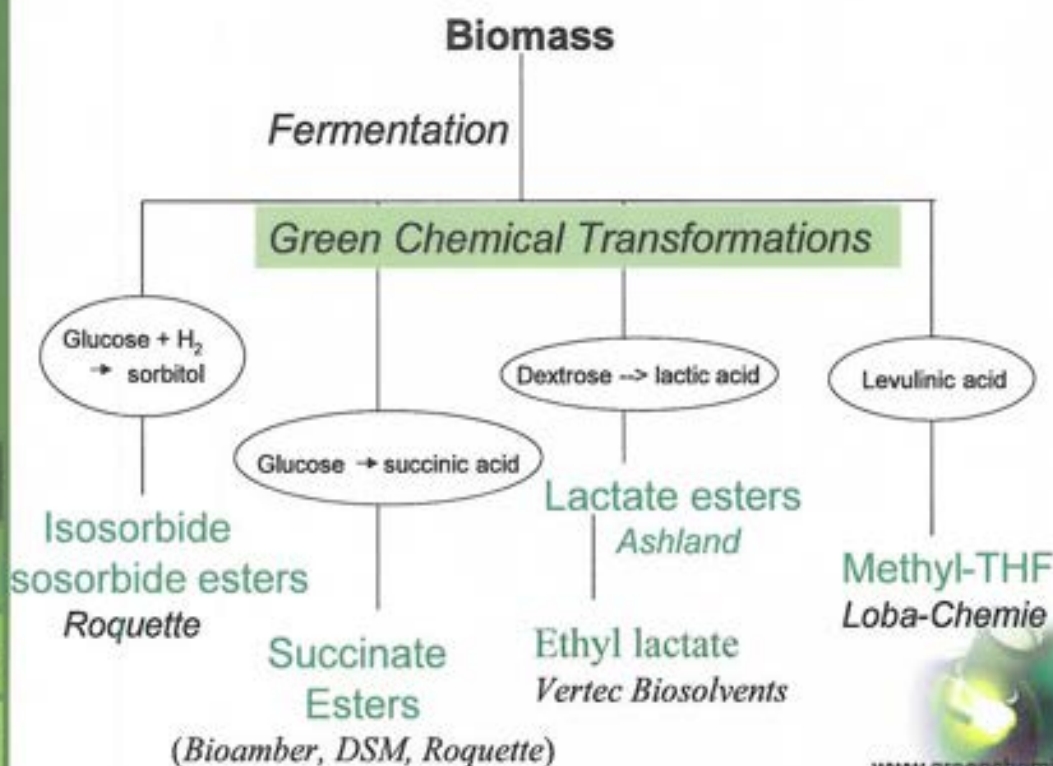 Biomass
Fermentation
Green Chemical Transformations
Glucose + H₂
→ sorbitol
Dextrose --> lactic acid
Levulinic acid
Glucose → succinic acid
Lactate esters
Ashland
Isosorbide
sosorbide esters
Roquette
Methyl-THF
Loba-Chemie
Succinate
Esters
(Bioamber, DSM, Roquette)
Ethyl lactate
Vertec Biosolvents